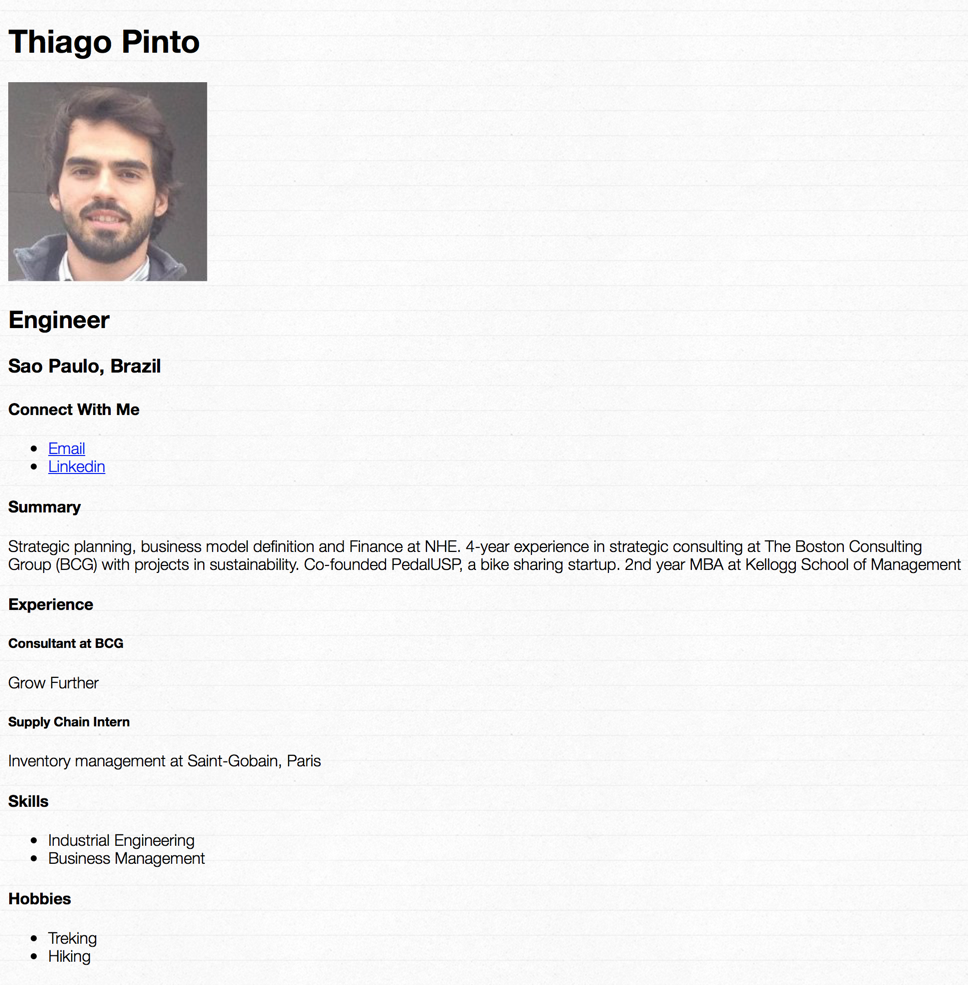 Thiago Pinto
Engineer
Sao Paulo, Brazil
Connect With Me
Email
Linkedin
Summary
Strategic planning, business model definition and Finance at NHE. 4-year experience in strategic consulting at The Boston Consulting
Group (BCG) with projects in sustainability. Co-founded PedalUSP, a bike sharing startup. 2nd year MBA at Kellogg School of Management
Experience
Consultant at BCG
Grow Further
Supply Chain Intern
Inventory management at Saint-Gobain, Paris
Skills
Industrial Engineering
Business Management
Hobbies
Treking
Hiking